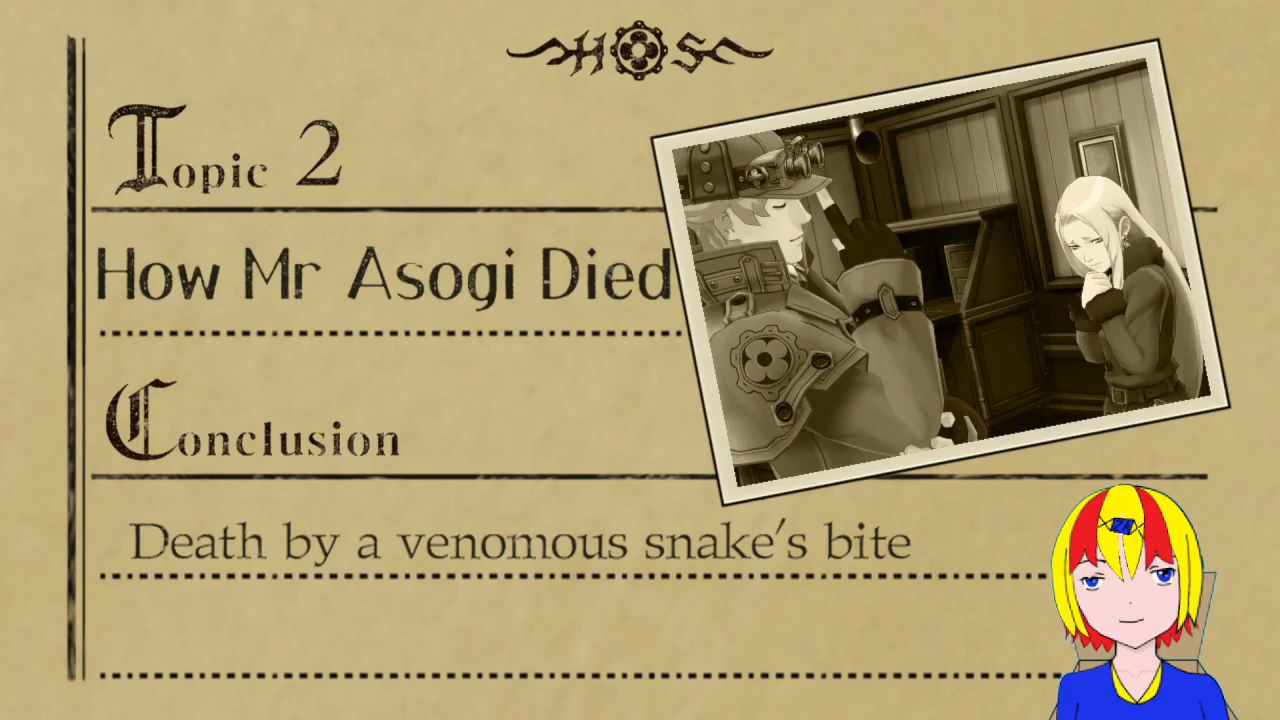 H S
Topic 2
How Mr Asogi Died
Conclusion
Death by a venomous snake's bite